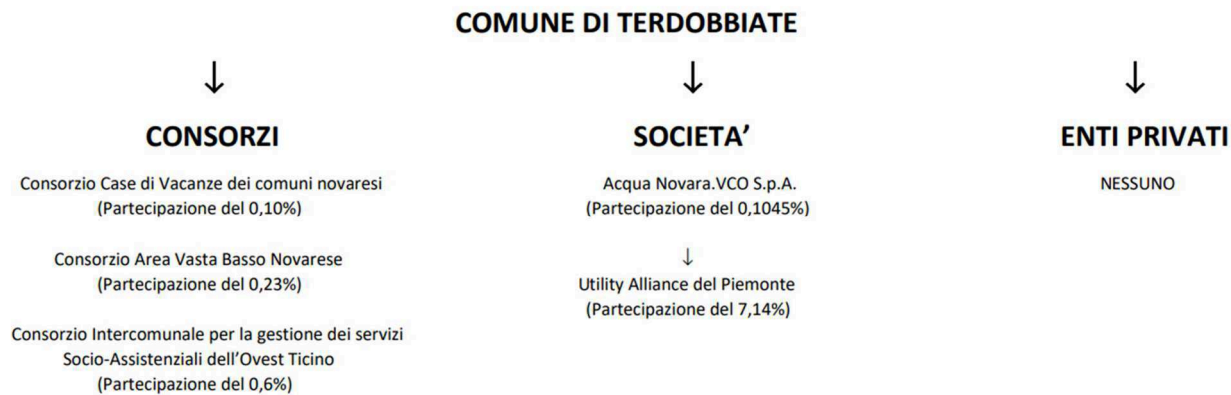 COMUNE DI TERDOBBIATE
↓
CONSORZI
Consorzio Case di Vacanze dei comuni novaresi
(Partecipazione del 0,10%)
Consorzio Area Vasta Basso Novarese
(Partecipazione del 0,23%)
Consorzio Intercomunale per la gestione dei servizi
Socio-Assistenziali dell’Ovest Ticino
(Partecipazione del 0,6%)
↓
SOCIETA’
Acqua Novara.VCO S.p.A.
(Partecipazione del 0,1045%)
↓
Utility Alliance del Piemonte
(Partecipazione del 7,14%)
↓
ENTI PRIVATI
NESSUNO